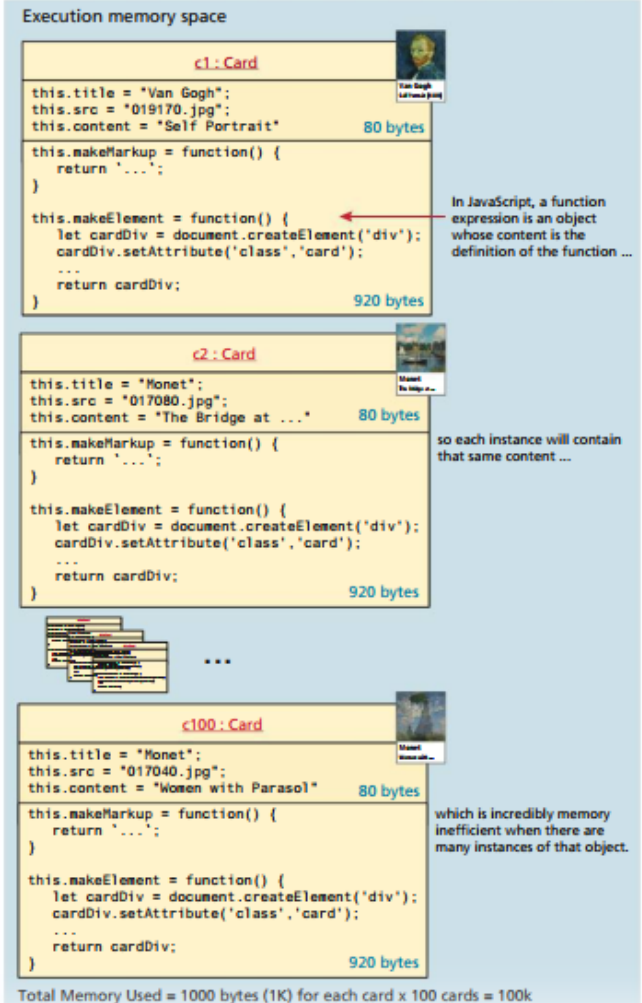 Execution memory space
c1 : Card
this.title = "Van Gogh";
this.src = "019170.jpg";
this.content = "Self Portrait"
80 bytes
Van Gogh
this.makeMarkup = function() {
return `...`;
}
this.makeElement = function() {
let cardDiv = document.createElement('div');
cardDiv.setAttribute('class','card');
...
return cardDiv;
}
920 bytes
In JavaScript, a function
expression is an object
whose content is the
definition of the function ...
c2 : Card
this.title = "Monet";
this.src = "017080.jpg";
this.content = "The Bridge at ..."
80 bytes
Monet
this.makeMarkup = function() {
return `...`;
}
this.makeElement = function() {
let cardDiv = document.createElement('div');
cardDiv.setAttribute('class','card');
...
return cardDiv;
}
920 bytes
so each instance will contain
that same content ...
...
c100 : Card
this.title = "Monet";
this.src = "017040.jpg";
this.content = "Women with Parasol"
80 bytes
Monet
this.makeMarkup = function() {
return `...`;
}
this.makeElement = function() {
let cardDiv = document.createElement('div');
cardDiv.setAttribute('class','card');
...
return cardDiv;
}
920 bytes
which is incredibly memory
inefficient when there are
many instances of that object.
Total Memory Used = 1000 bytes (1K) for each card x 100 cards = 100k